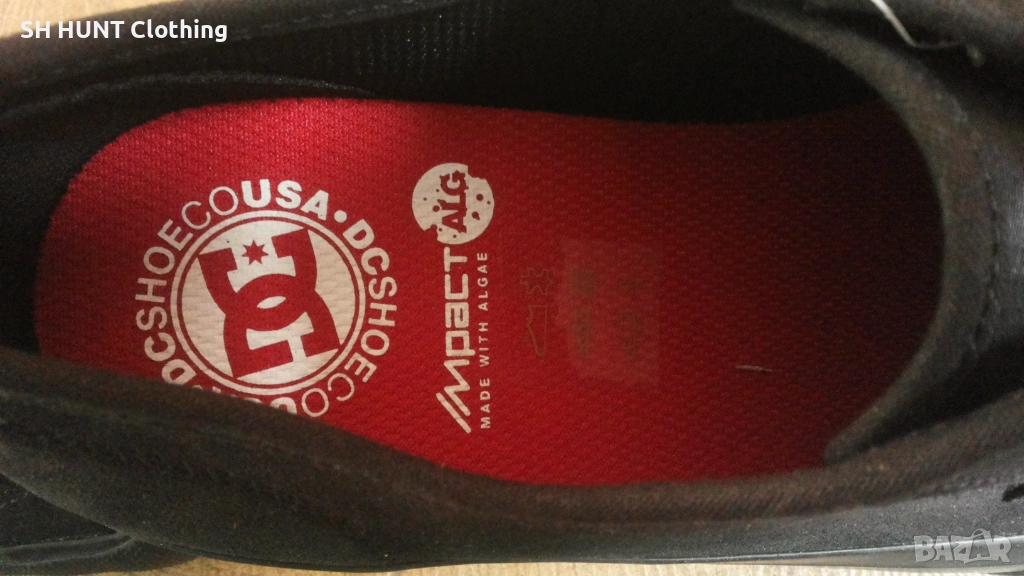 SH HUNT Clothing
DCSHOECOUSA•DCSHOECOUSA
DC
ALG
IMPACT
MADE WITH ALGAE
BAZAR